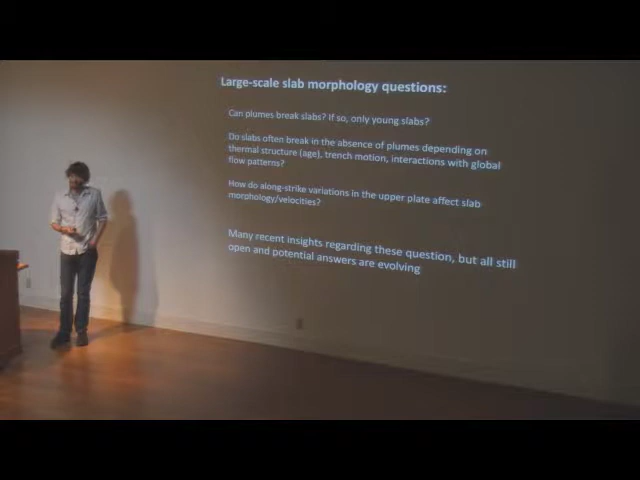 Large-scale slab morphology questions:
Can plumes break slabs? If so, only young slabs?
Do slabs often break in the absence of plumes depending on
thermal structure (age), trench motion, interactions with global
flow patterns?
How do along-strike variations in the upper plate affect slab
morphology/velocities?
Many recent insights regarding these question, but all still
open and potential answers are evolving